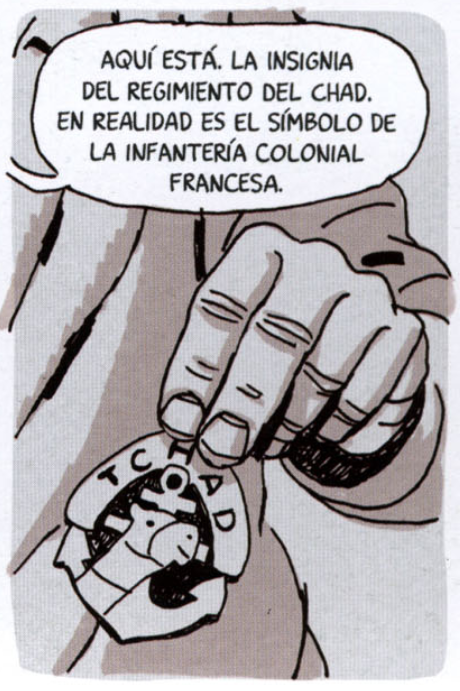 AQUÍ ESTÁ. LA INSIGNIA
DEL REGIMIENTO DEL CHAD.
EN REALIDAD ES EL SÍMBOLO DE
LA INFANTERÍA COLONIAL
FRANCESA.
TCHAD